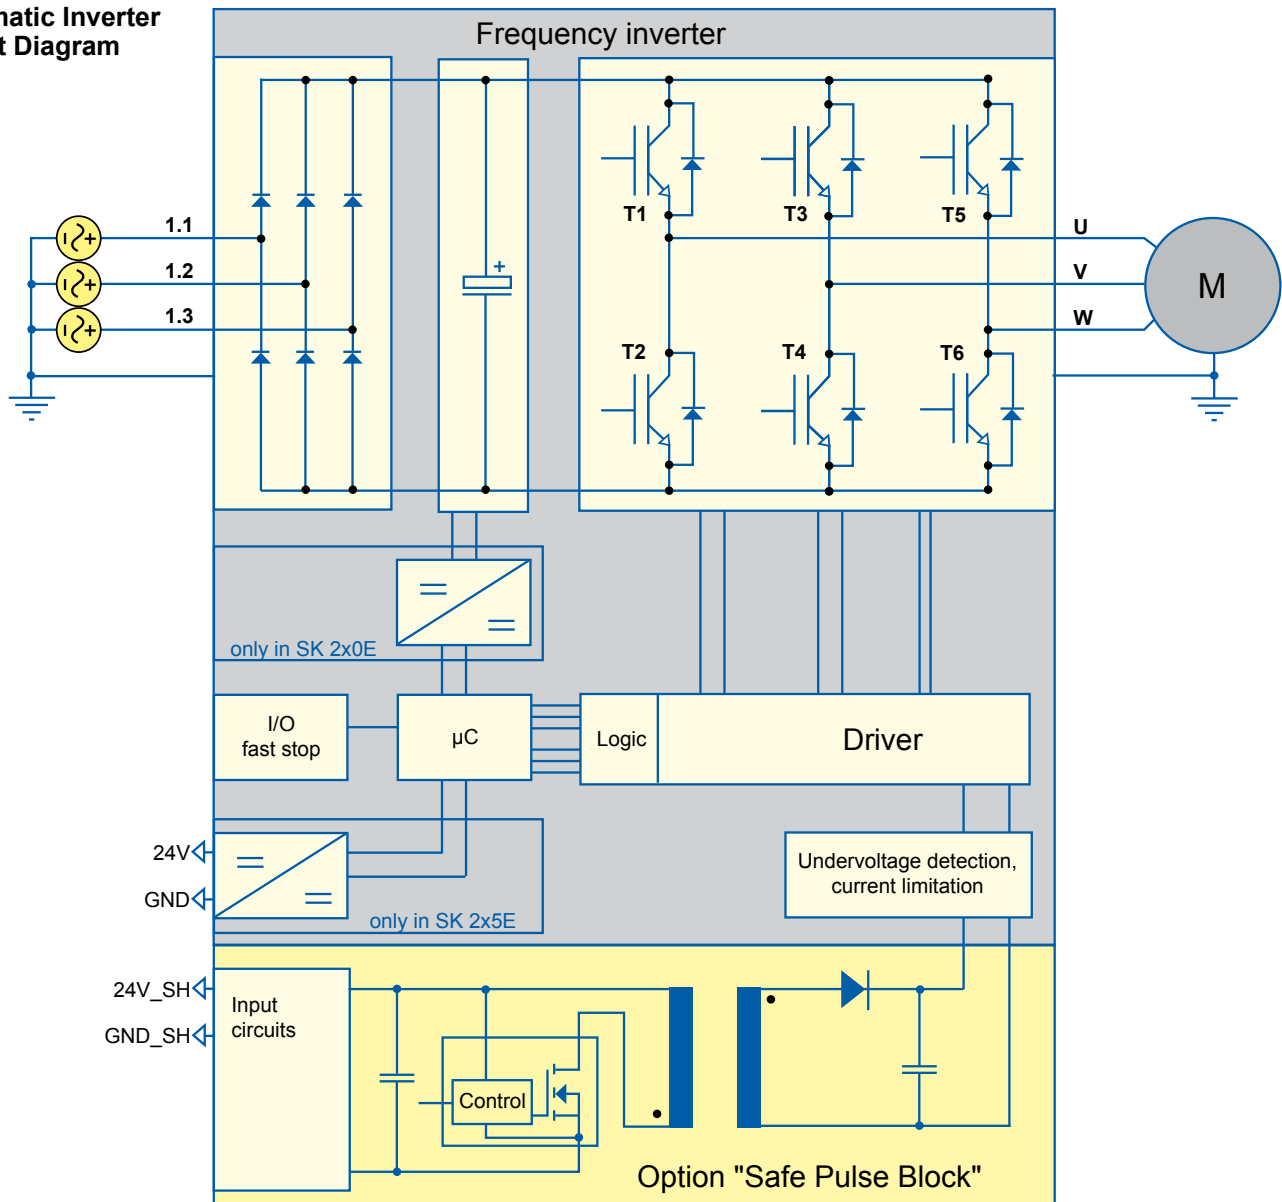 matic Inverter
t Diagram
Frequency inverter
1.1
1.2
1.3
+
T1
T3
T5
U
V
W
M
T2
T4
T6
only in SK 2x0E
I/O
fast stop
µC
Logic
Driver
24V
GND
only in SK 2x5E
Undervoltage detection,
current limitation
24V_SH
GND_SH
Input
circuits
Control
Option "Safe Pulse Block"